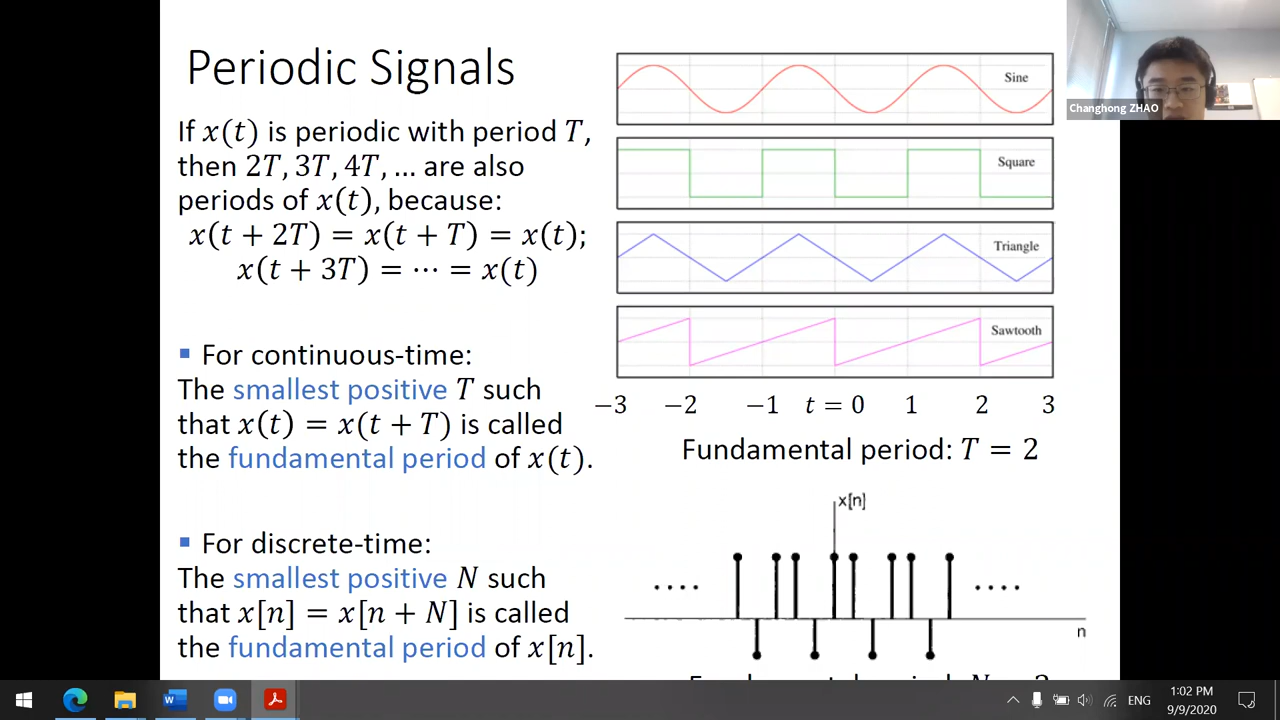 Periodic Signals
If x(t) is periodic with period T,
then 2T, 3T, 4T, ... are also
periods of x(t), because:
x(t + 2T) = x(t + T) = x(t);
x(t + 3T) = ⋯ = x(t)
▪ For continuous-time:
The smallest positive T such
that x(t) = x(t + T) is called
the fundamental period of x(t).
▪ For discrete-time:
The smallest positive N such
that x[n] = x[n + N] is called
the fundamental period of x[n].
Sine
Square
Triangle
Sawtooth
−3 −2 −1 t = 0 1 2 3
Fundamental period: T = 2
x[n]
n
Changhong ZHAO
ENG
1:02 PM
9/9/2020